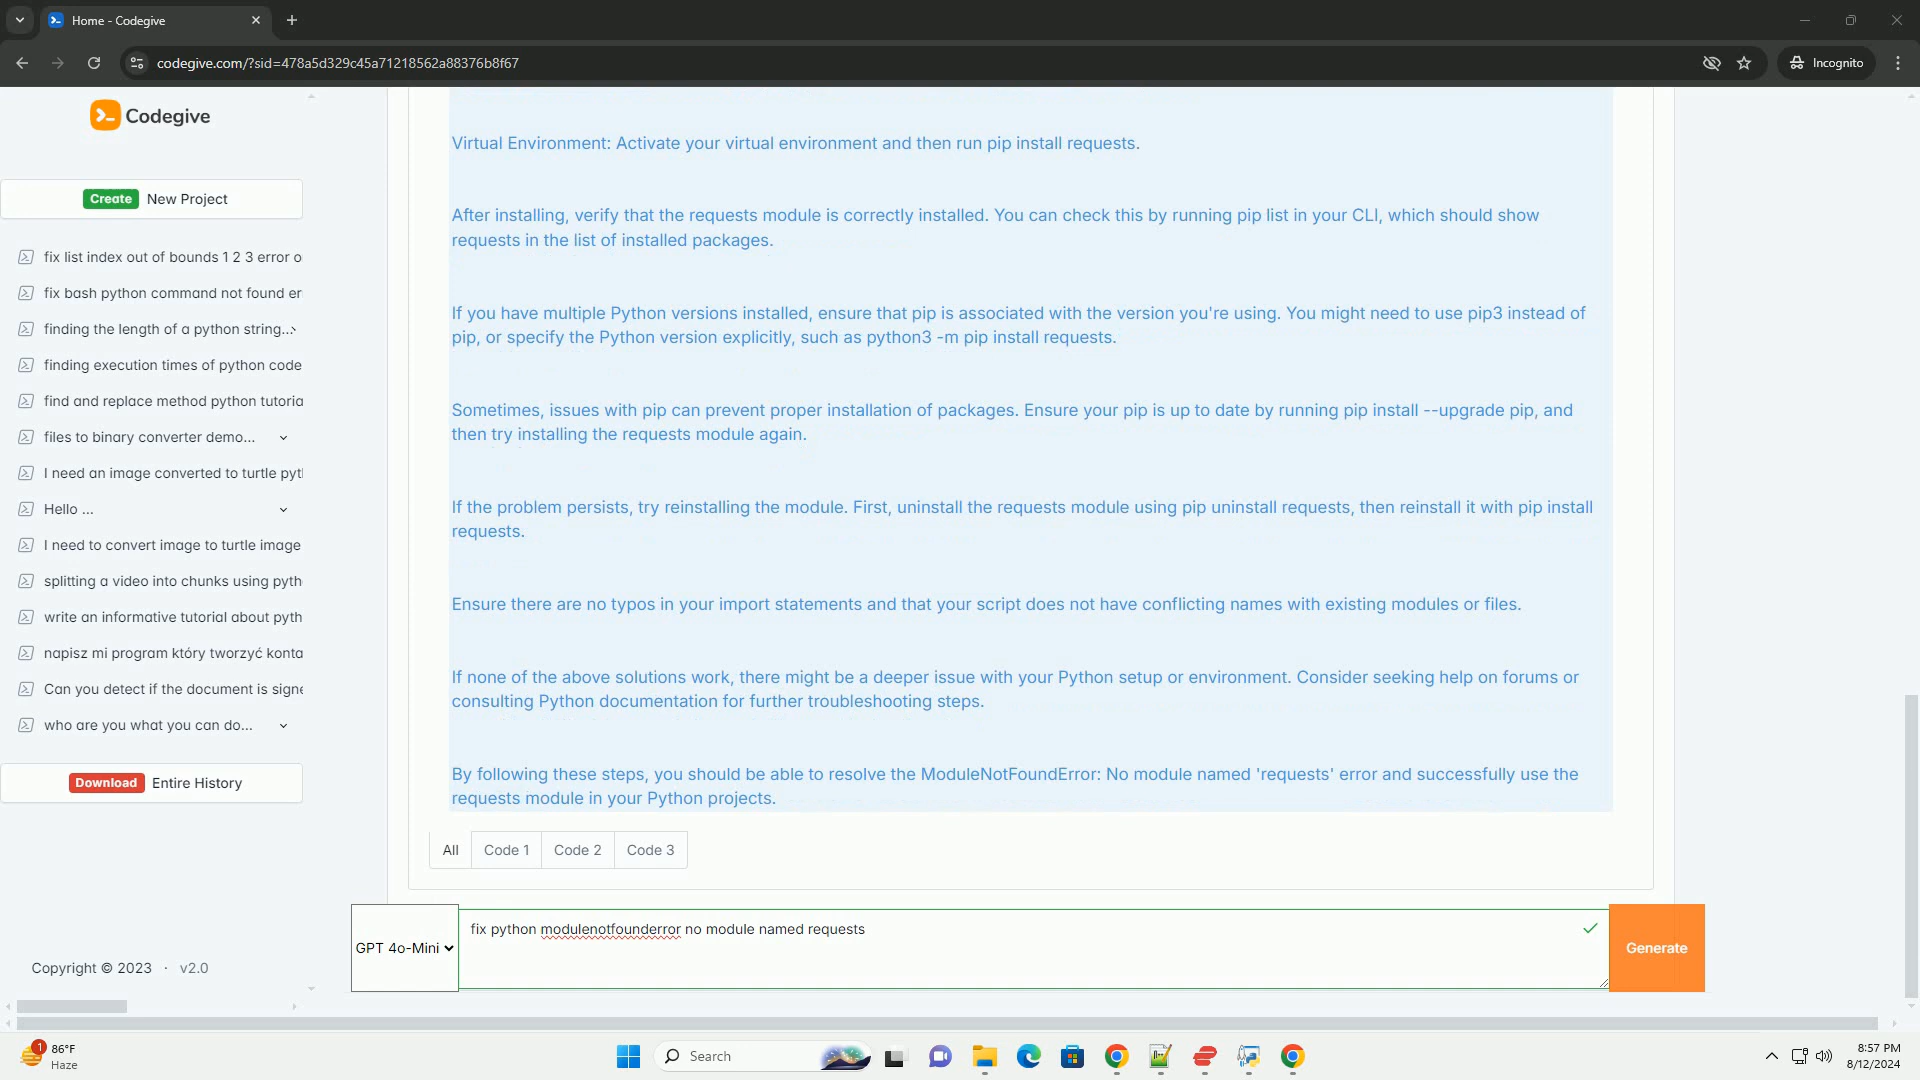 Home - Codegive
codegive.com/?sid=478a5d329c45a71218562a88376b8f67
Incognito
Codegive
Create New Project
fix list index out of bounds 1 2 3 error o
fix bash python command not found er
finding the length of a python string...
finding execution times of python code
find and replace method python tutoria
files to binary converter demo...
I need an image converted to turtle pyt
Hello ...
I need to convert image to turtle image
splitting a video into chunks using pyth
write an informative tutorial about pyth
napisz mi program który tworzyć konta
Can you detect if the document is signe
who are you what you can do...
Download Entire History
Copyright © 2023 · v2.0
Virtual Environment: Activate your virtual environment and then run pip install requests.
After installing, verify that the requests module is correctly installed. You can check this by running pip list in your CLI, which should show
requests in the list of installed packages.
If you have multiple Python versions installed, ensure that pip is associated with the version you're using. You might need to use pip3 instead of
pip, or specify the Python version explicitly, such as python3 -m pip install requests.
Sometimes, issues with pip can prevent proper installation of packages. Ensure your pip is up to date by running pip install --upgrade pip, and
then try installing the requests module again.
If the problem persists, try reinstalling the module. First, uninstall the requests module using pip uninstall requests, then reinstall it with pip install
requests.
Ensure there are no typos in your import statements and that your script does not have conflicting names with existing modules or files.
If none of the above solutions work, there might be a deeper issue with your Python setup or environment. Consider seeking help on forums or
consulting Python documentation for further troubleshooting steps.
By following these steps, you should be able to resolve the ModuleNotFoundError: No module named 'requests' error and successfully use the
requests module in your Python projects.
All Code 1 Code 2 Code 3
GPT 4o-Mini
fix python modulenotfounderror no module named requests
Generate
1
86°F
Haze
Search
8:57 PM
8/12/2024